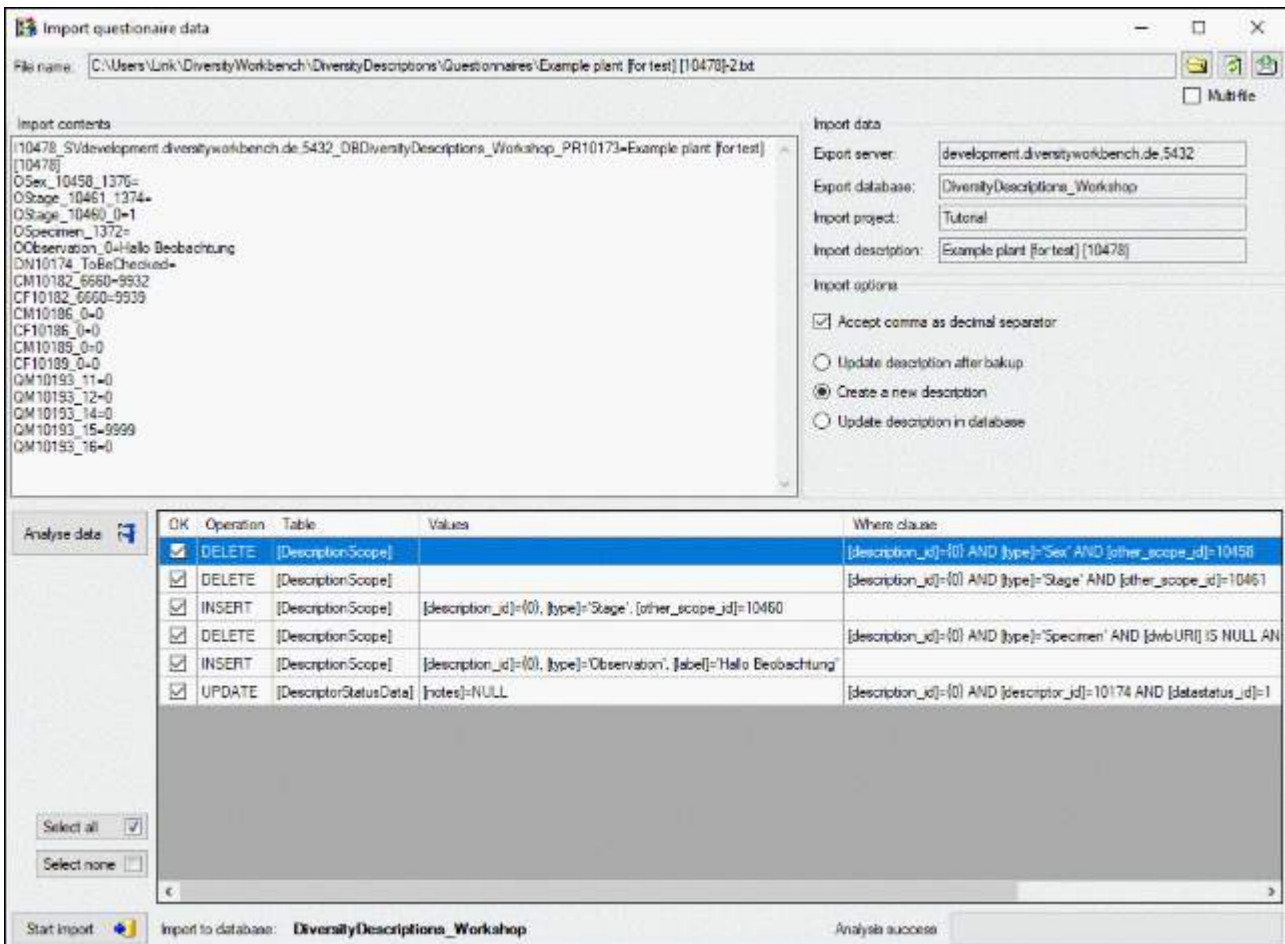 Import questionaire data
File name: C:\Users\Link\DiversityWorkbench\DiversityDescriptions\Questionnaires\Example plant [for test] [10478]-2.txt
Multi-file
Import contents
I10478_SVdevelopment.diversityworkbench.de,5432_DBDiversityDescriptions_Workshop_PR10173=Example plant [for test]
[10478]
OSex_10458_1376=
OStage_10461_1374=
OStage_10460_0=1
OSpecimen_1372=
OObservation_0=Hallo Beobachtung
DN10174_ToBeChecked=
CM10182_6660=9932
CF10182_6660=9939
CM10186_0=0
CF10186_0=0
CM10189_0=0
CF10189_0=0
QM10193_11=0
QM10193_12=0
QM10193_14=0
QM10193_15=9999
QM10193_16=0
Import data
Export server: development.diversityworkbench.de,5432
Export database: DiversityDescriptions_Workshop
Import project: Tutorial
Import description: Example plant [for test] [10478]
Import options
Accept comma as decimal separator
Update description after bakup
Create a new description
Update description in database
Analyse data
OK Operation Table Values Where clause
DELETE [DescriptionScope] [description_id]={0} AND [type]='Sex' AND [other_scope_id]=10458
DELETE [DescriptionScope] [description_id]={0} AND [type]='Stage' AND [other_scope_id]=10461
INSERT [DescriptionScope] [description_id]={0}, [type]='Stage', [other_scope_id]=10460
DELETE [DescriptionScope] [description_id]={0} AND [type]='Specimen' AND [dwbURI] IS NULL AN
INSERT [DescriptionScope] [description_id]={0}, [type]='Observation', [label]='Hallo Beobachtung'
UPDATE [DescriptorStatusData] [notes]=NULL [description_id]={0} AND [descriptor_id]=10174 AND [datastatus_id]=1
Select all
Select none
Start import Import to database: DiversityDescriptions_Workshop Analysis success